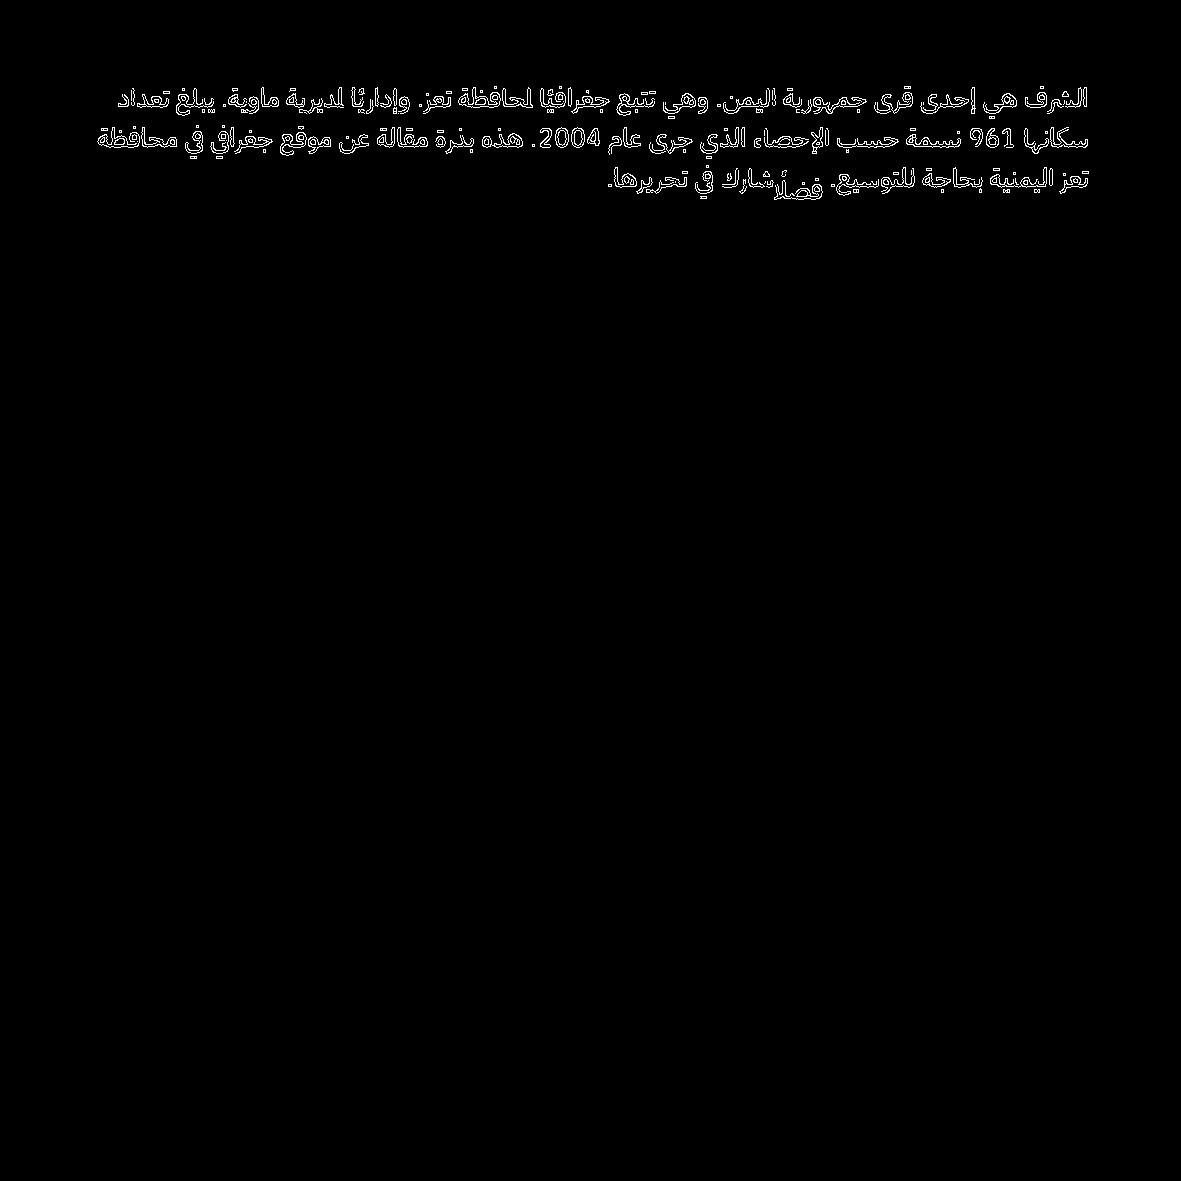 الشرف هي إحدى قرى جمهورية اليمن. وهي تتبع جغرافيًا لمحافظة تعز. وإداريًا لمديرية ماوية. يبلغ تعداد
سكانها 961 نسمة حسب الإحصاء الذي جرى عام 2004. هذه بذرة مقالة عن موقع جغرافي في محافظة
تعز اليمنية بحاجة للتوسيع. فضلًا شارك في تحريرها.